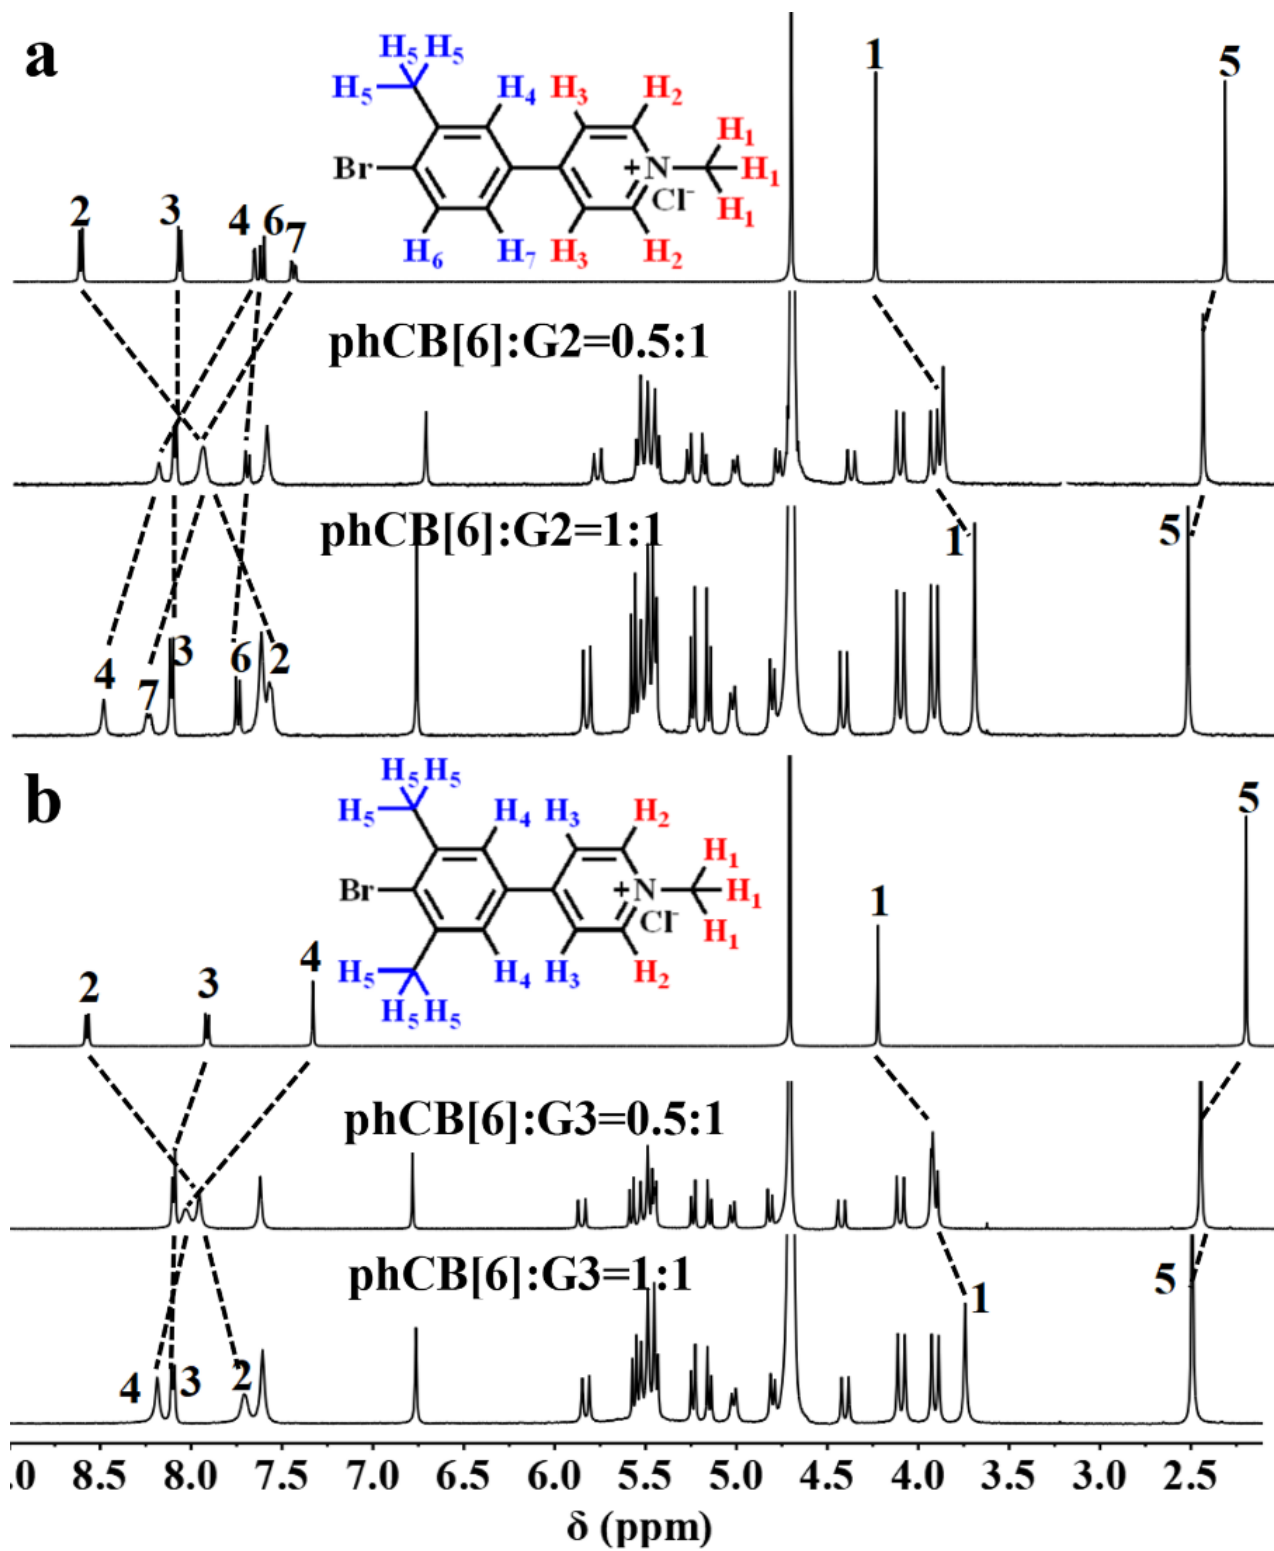 a
H5 H5
H5 H4 H3 H2
H1
Br + N H1
Cl-
H1
H6 H7 H3 H2
2 3 4 6 7 1 5
phCB[6]:G2=0.5:1
phCB[6]:G2=1:1
4 7 3 6 2 1 5
b
H5 H5
H5 H4 H3 H2
H1
Br + N H1
Cl-
H1
H5 H4 H3 H2
H5 H5
2 3 4 1 5
phCB[6]:G3=0.5:1
phCB[6]:G3=1:1
4 3 2 1 5
.0 8.5 8.0 7.5 7.0 6.5 6.0 5.5 5.0 4.5 4.0 3.5 3.0 2.5
δ (ppm)